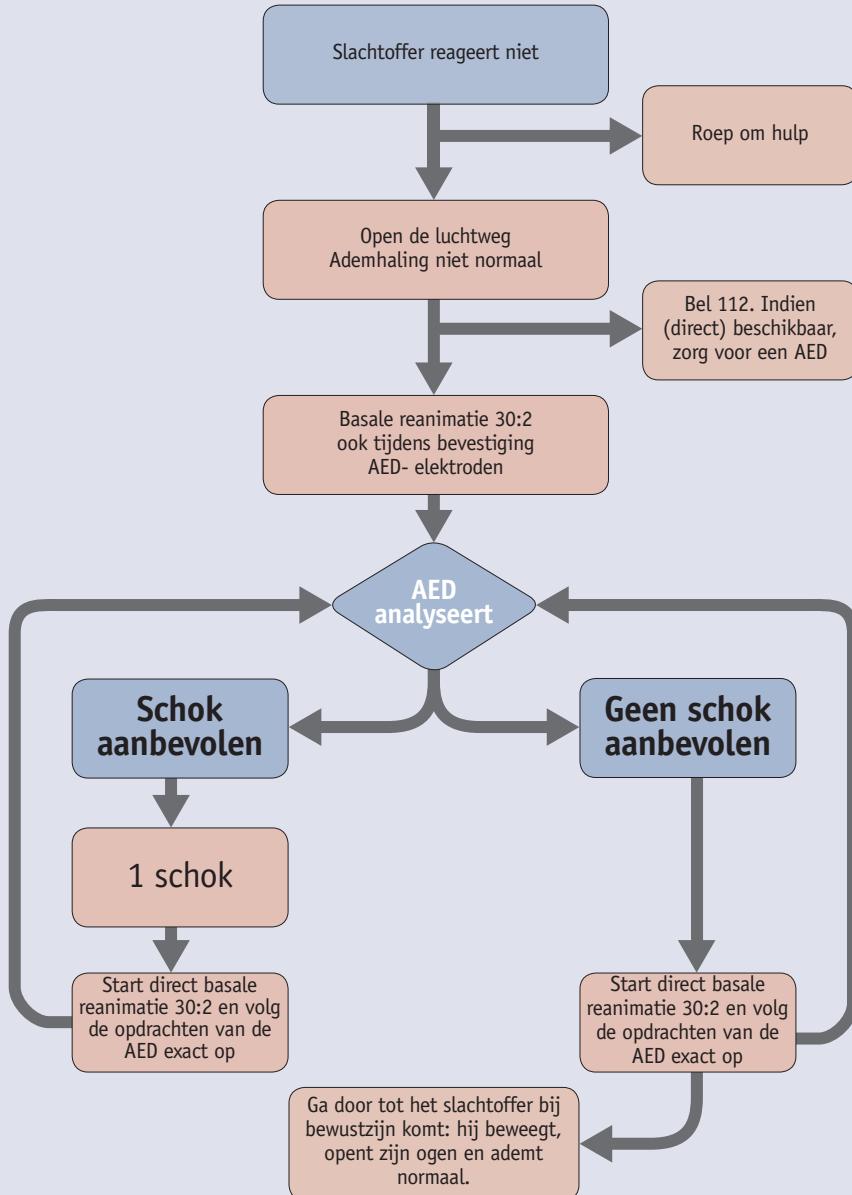 Slachtoffer reageert niet
Roep om hulp
Open de luchtweg
Ademhaling niet normaal
Bel 112. Indien
(direct) beschikbaar,
zorg voor een AED
Basale reanimatie 30:2
ook tijdens bevestiging
AED- elektroden
AED
analyseert
Schok
aanbevolen
Geen schok
aanbevolen
1 schok
Start direct basale
reanimatie 30:2 en volg
de opdrachten van de
AED exact op
Start direct basale
reanimatie 30:2 en volg
de opdrachten van de
AED exact op
Ga door tot het slachtoffer bij
bewustzijn komt: hij beweegt,
opent zijn ogen en ademt
normaal.